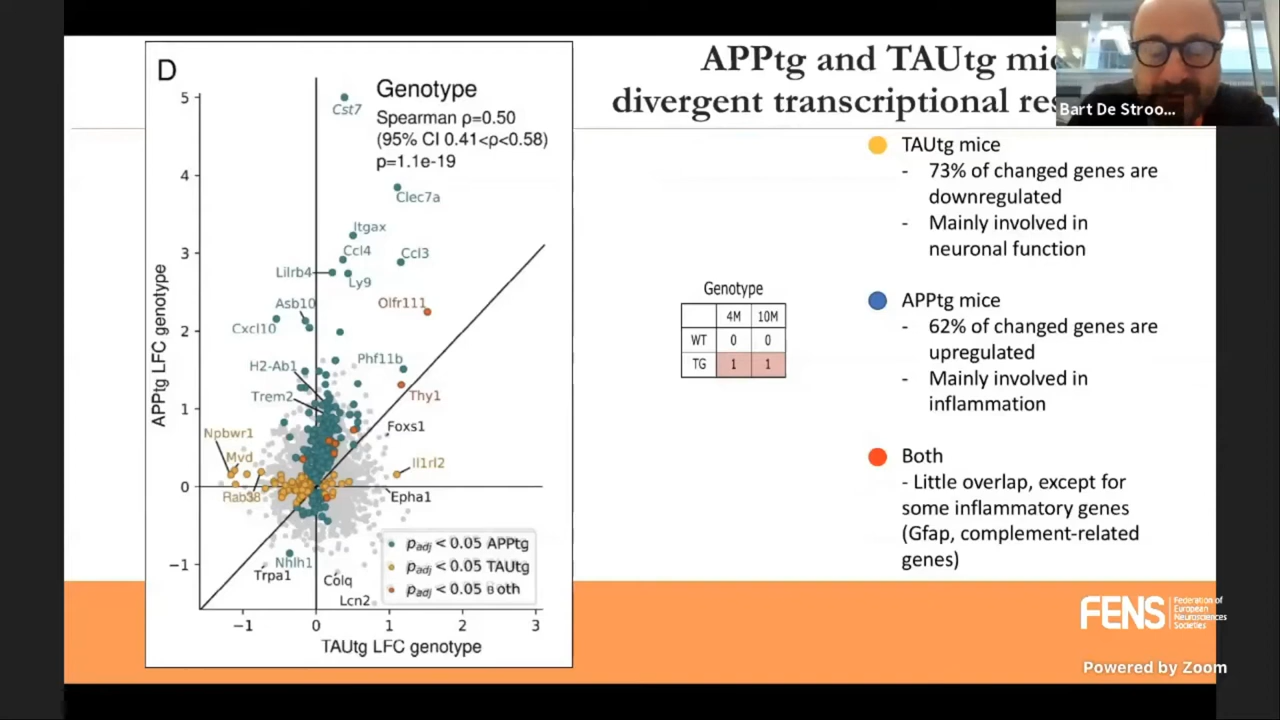 D
APPtg and TAUtg
divergent transcriptional
Bart De Stroo...
Genotype
Spearman ρ=0.50
(95% CI 0.41<ρ<0.58)
p=1.1e-19
5
4
3
2
1
0
−1
APPtg LFC genotype
Cst7
Clec7a
Itgax
Ccl4
Ccl3
Lilrb4
Ly9
Olfr111
Asb10
Cxcl10
H2-Ab1
Phf11b
Trem2
Thy1
Foxs1
Npbwr1
Mvd
Il1rl2
Rab38
Epha1
Nhlh1
Trpa1
Colq
Lcn2
padj < 0.05 APPtg
padj < 0.05 TAUtg
padj < 0.05 Both
−1 0 1 2 3
TAUtg LFC genotype
Genotype
4M 10M
WT 0 0
TG 1 1
TAUtg mice
- 73% of changed genes are
downregulated
- Mainly involved in
neuronal function
APPtg mice
- 62% of changed genes are
upregulated
- Mainly involved in
inflammation
Both
- Little overlap, except for
some inflammatory genes
(Gfap, complement-related
genes)
FENS
Federation of
European
Neurosciences
Societies
Powered by Zoom